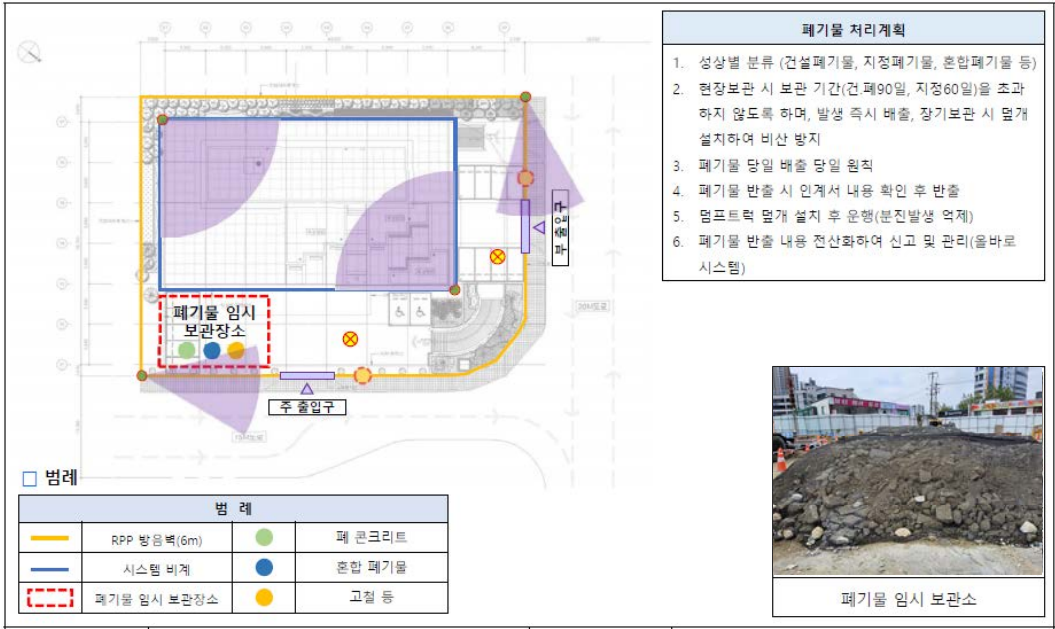 폐기물 처리계획
1. 성상별 분류 (건설폐기물, 지정폐기물, 혼합폐기물 등)
2. 현장보관 시 보관 기간(건.폐90일, 지정60일)을 초과
하지 않도록 하며, 발생 즉시 배출, 장기보관 시 덮개
설치하여 비산 방지
3. 폐기물 당일 배출 당일 원칙
4. 폐기물 반출 시 인계서 내용 확인 후 반출
5. 덤프트럭 덮개 설치 후 운행(분진발생 억제)
6. 폐기물 반출 내용 전산화하여 신고 및 관리(올바로
시스템)
부 출입구
폐기물 임시
보관장소
20M도로
주 출입구
15M도로
범례
범 례
RPP 방음벽(6m)
폐 콘크리트
시스템 비계
혼합 폐기물
폐기물 임시 보관장소
고철 등
폐기물 임시 보관소